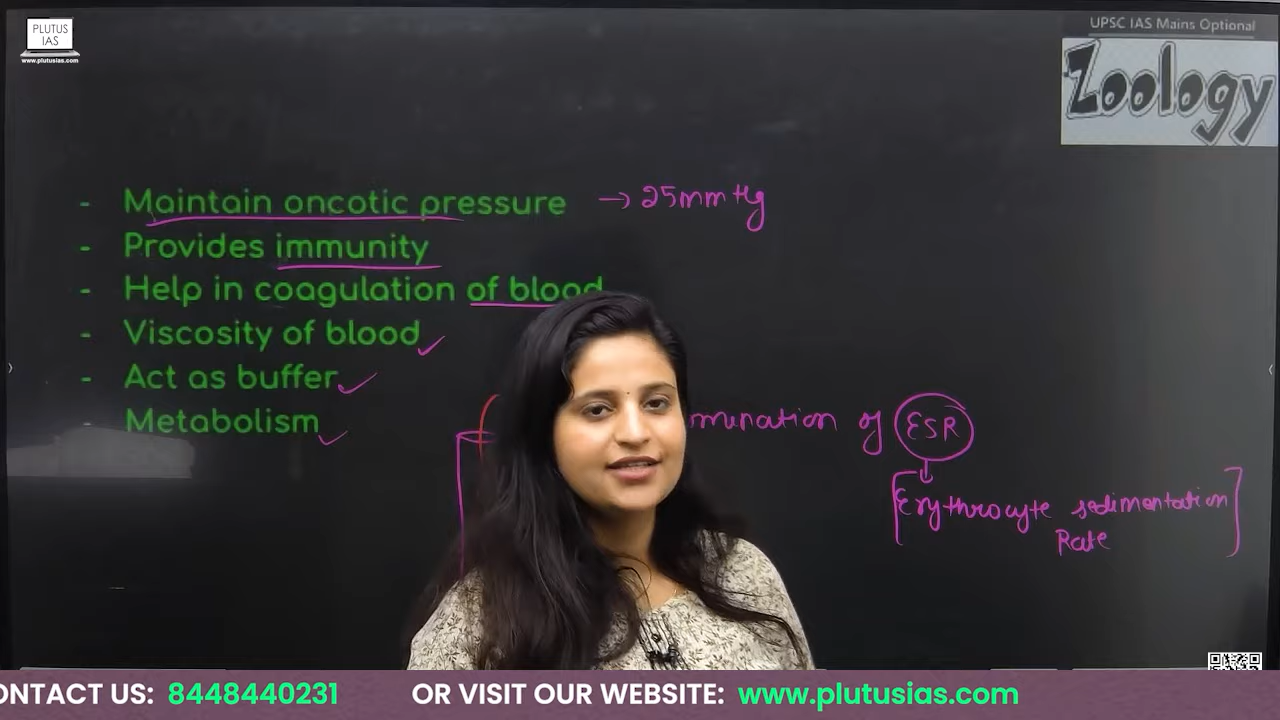 PLUTUS
IAS
www.plutusias.com
UPSC IAS Mains Optional
Zoology
- Maintain oncotic pressure → 25mmHg
- Provides immunity
- Help in coagulation of blood
- Viscosity of blood
- Act as buffer
- Metabolism
mination of ESR
[Erythrocyte sedimentation
Rate]
ONTACT US: 8448440231 OR VISIT OUR WEBSITE: www.plutusias.com